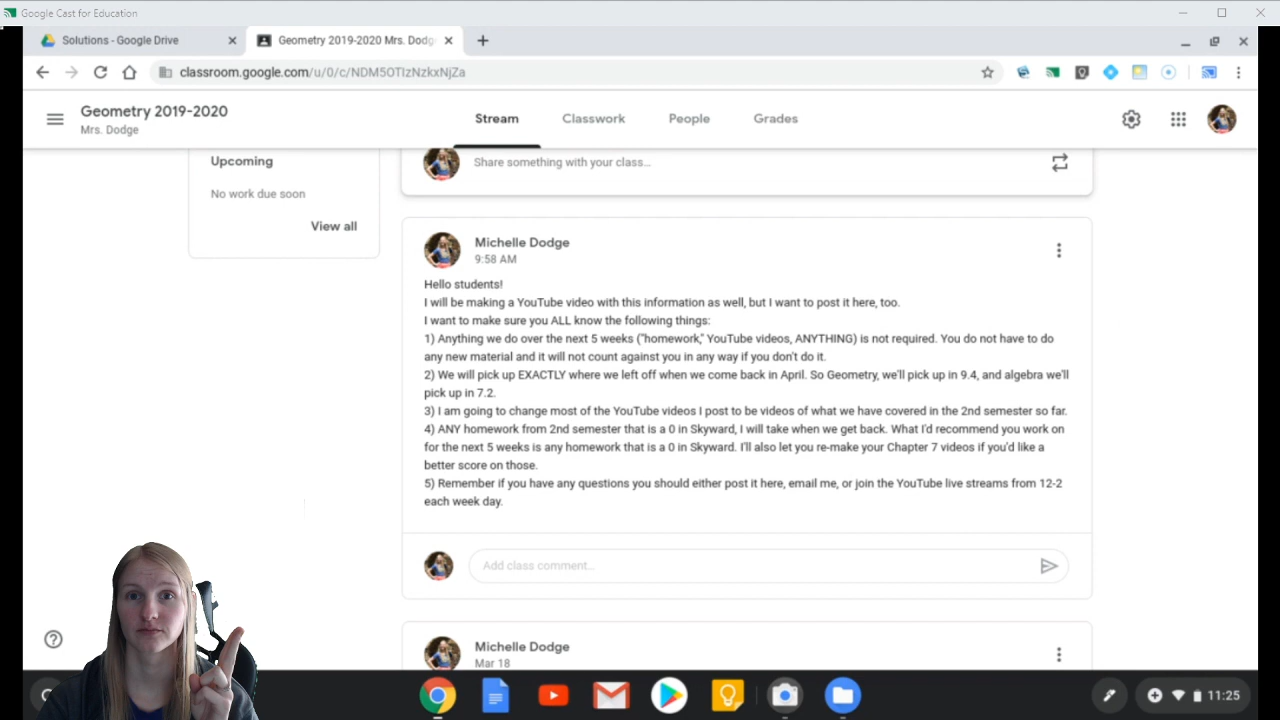 Google Cast for Education
Solutions - Google Drive
Geometry 2019-2020 Mrs. Dodg
classroom.google.com/u/0/c/NDM5OTIzNzkxNjZa
Geometry 2019-2020
Mrs. Dodge
Stream
Classwork
People
Grades
Upcoming
No work due soon
View all
Share something with your class...
Michelle Dodge
9:58 AM
Hello students!
I will be making a YouTube video with this information as well, but I want to post it here, too.
I want to make sure you ALL know the following things:
1) Anything we do over the next 5 weeks ("homework," YouTube videos, ANYTHING) is not required. You do not have to do
any new material and it will not count against you in any way if you don't do it.
2) We will pick up EXACTLY where we left off when we come back in April. So Geometry, we'll pick up in 9.4, and algebra we'll
pick up in 7.2.
3) I am going to change most of the YouTube videos I post to be videos of what we have covered in the 2nd semester so far.
4) ANY homework from 2nd semester that is a 0 in Skyward, I will take when we get back. What I'd recommend you work on
for the next 5 weeks is any homework that is a 0 in Skyward. I'll also let you re-make your Chapter 7 videos if you'd like a
better score on those.
5) Remember if you have any questions you should either post it here, email me, or join the YouTube live streams from 12-2
each week day.
Add class comment...
Michelle Dodge
Mar 18
11:25